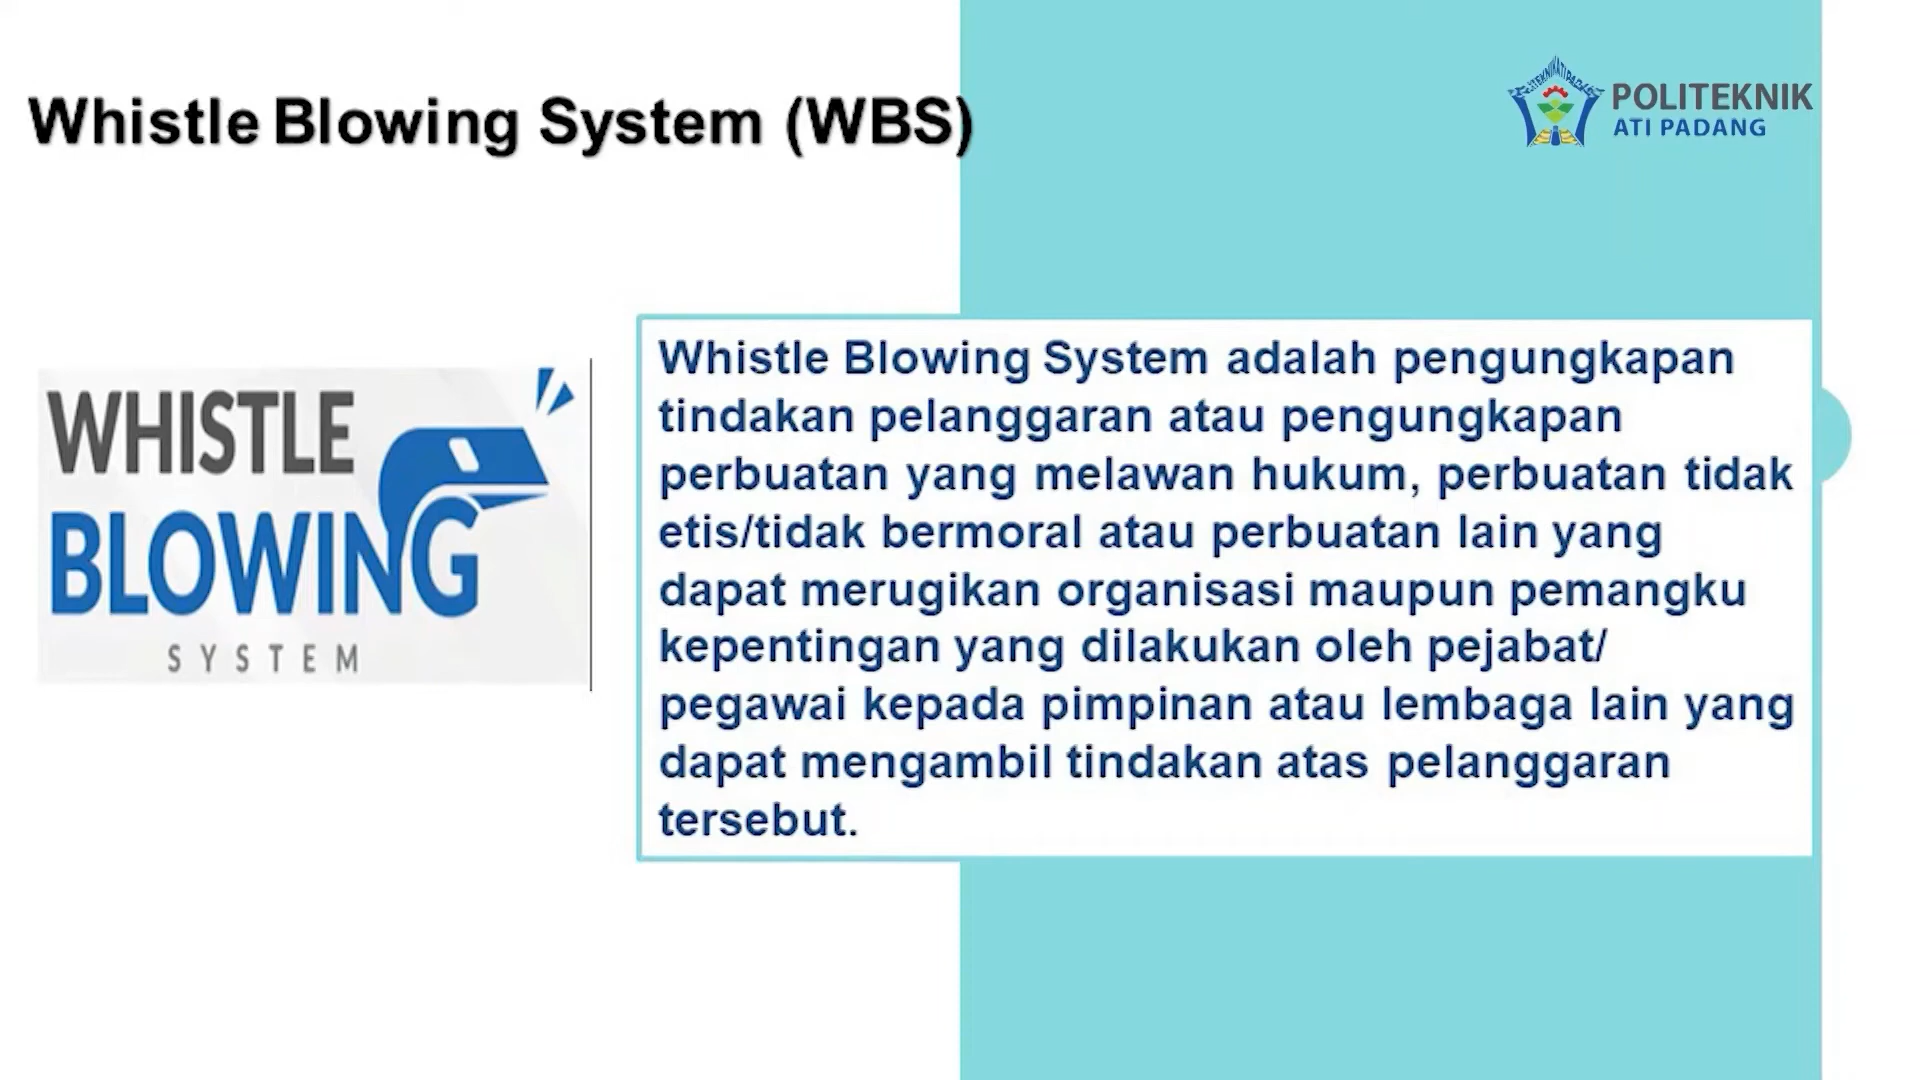 Whistle Blowing System (WBS)
POLITEKNIK
ATI PADANG
WHISTLE
BLOWING
SYSTEM
Whistle Blowing System adalah pengungkapan
tindakan pelanggaran atau pengungkapan
perbuatan yang melawan hukum, perbuatan tidak
etis/tidak bermoral atau perbuatan lain yang
dapat merugikan organisasi maupun pemangku
kepentingan yang dilakukan oleh pejabat/
pegawai kepada pimpinan atau lembaga lain yang
dapat mengambil tindakan atas pelanggaran
tersebut.